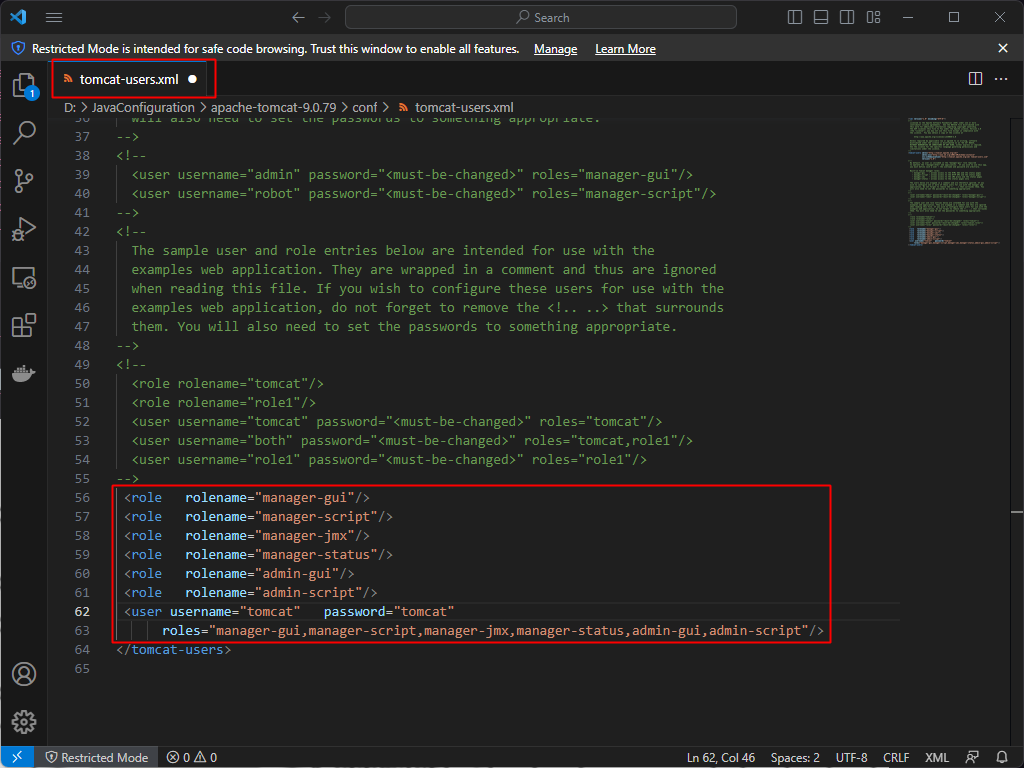 Search
Restricted Mode is intended for safe code browsing. Trust this window to enable all features. Manage Learn More
1
tomcat-users.xml
D: > JavaConfiguration > apache-tomcat-9.0.79 > conf > tomcat-users.xml
36 will also need to set the passwords to something appropriate.
37 -->
38 <!--
39 <user username="admin" password="<must-be-changed>" roles="manager-gui"/>
40 <user username="robot" password="<must-be-changed>" roles="manager-script"/>
41 -->
42 <!--
43 The sample user and role entries below are intended for use with the
44 examples web application. They are wrapped in a comment and thus are ignored
45 when reading this file. If you wish to configure these users for use with the
46 examples web application, do not forget to remove the <!.. ..> that surrounds
47 them. You will also need to set the passwords to something appropriate.
48 -->
49 <!--
50 <role rolename="tomcat"/>
51 <role rolename="role1"/>
52 <user username="tomcat" password="<must-be-changed>" roles="tomcat"/>
53 <user username="both" password="<must-be-changed>" roles="tomcat,role1"/>
54 <user username="role1" password="<must-be-changed>" roles="role1"/>
55 -->
56 <role rolename="manager-gui"/>
57 <role rolename="manager-script"/>
58 <role rolename="manager-jmx"/>
59 <role rolename="manager-status"/>
60 <role rolename="admin-gui"/>
61 <role rolename="admin-script"/>
62 <user username="tomcat" password="tomcat"
63 roles="manager-gui,manager-script,manager-jmx,manager-status,admin-gui,admin-script"/>
64 </tomcat-users>
65
Restricted Mode 0 0 Ln 62, Col 46 Spaces: 2 UTF-8 CRLF XML